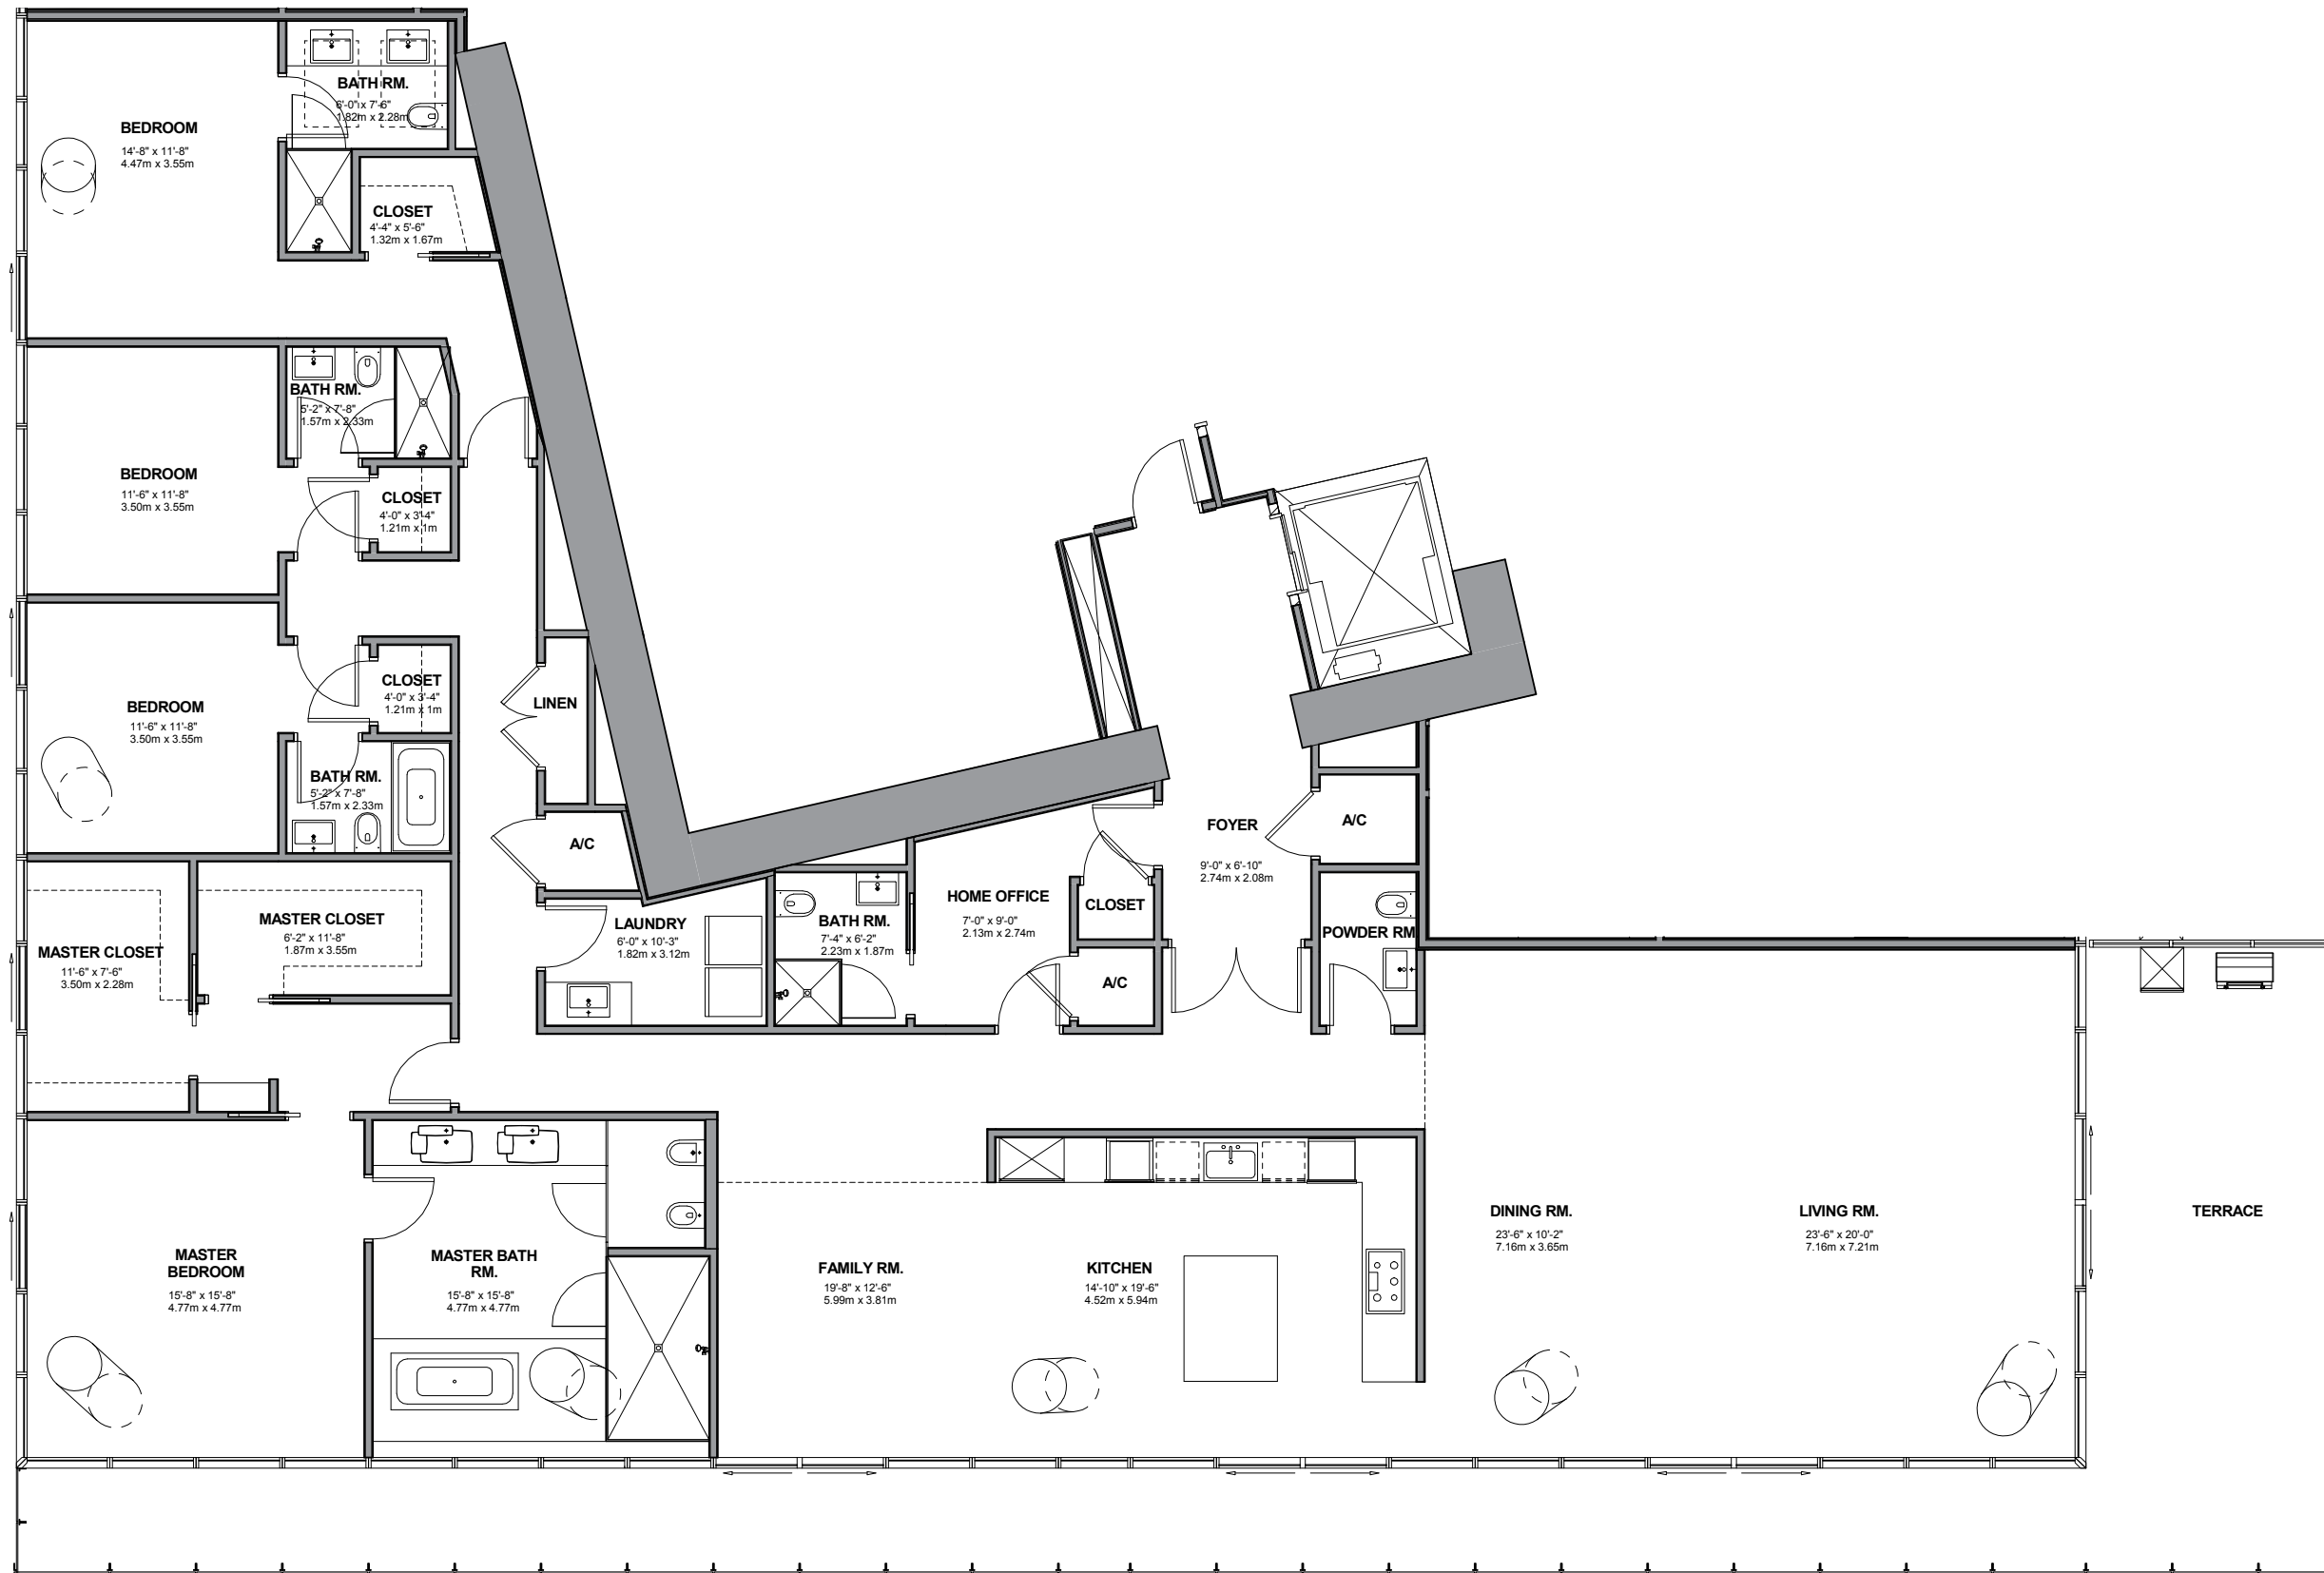 BATH RM.
6'-0" x 7'-6"
1.82m x 2.28m
BEDROOM
14'-8" x 11'-8"
4.47m x 3.55m
CLOSET
4'-4" x 5'-6"
1.32m x 1.67m
BATH RM.
5'-2" x 7'-8"
1.57m x 2.33m
BEDROOM
11'-6" x 11'-8"
3.50m x 3.55m
CLOSET
4'-0" x 3'-4"
1.21m x 1m
CLOSET
4'-0" x 3'-4"
1.21m x 1m
LINEN
BEDROOM
11'-6" x 11'-8"
3.50m x 3.55m
BATH RM.
5'-2" x 7'-8"
1.57m x 2.33m
A/C
FOYER
9'-0" x 6'-10"
2.74m x 2.08m
A/C
MASTER CLOSET
6'-2" x 11'-8"
1.87m x 3.55m
MASTER CLOSET
11'-6" x 7'-6"
3.50m x 2.28m
LAUNDRY
6'-0" x 10'-3"
1.82m x 3.12m
BATH RM.
7'-4" x 6'-2"
2.23m x 1.87m
HOME OFFICE
7'-0" x 9'-0"
2.13m x 2.74m
CLOSET
A/C
POWDER RM.
MASTER
BEDROOM
15'-8" x 15'-8"
4.77m x 4.77m
MASTER BATH
RM.
15'-8" x 15'-8"
4.77m x 4.77m
FAMILY RM.
19'-8" x 12'-6"
5.99m x 3.81m
KITCHEN
14'-10" x 19'-6"
4.52m x 5.94m
DINING RM.
23'-6" x 10'-2"
7.16m x 3.65m
LIVING RM.
23'-6" x 20'-0"
7.16m x 7.21m
TERRACE